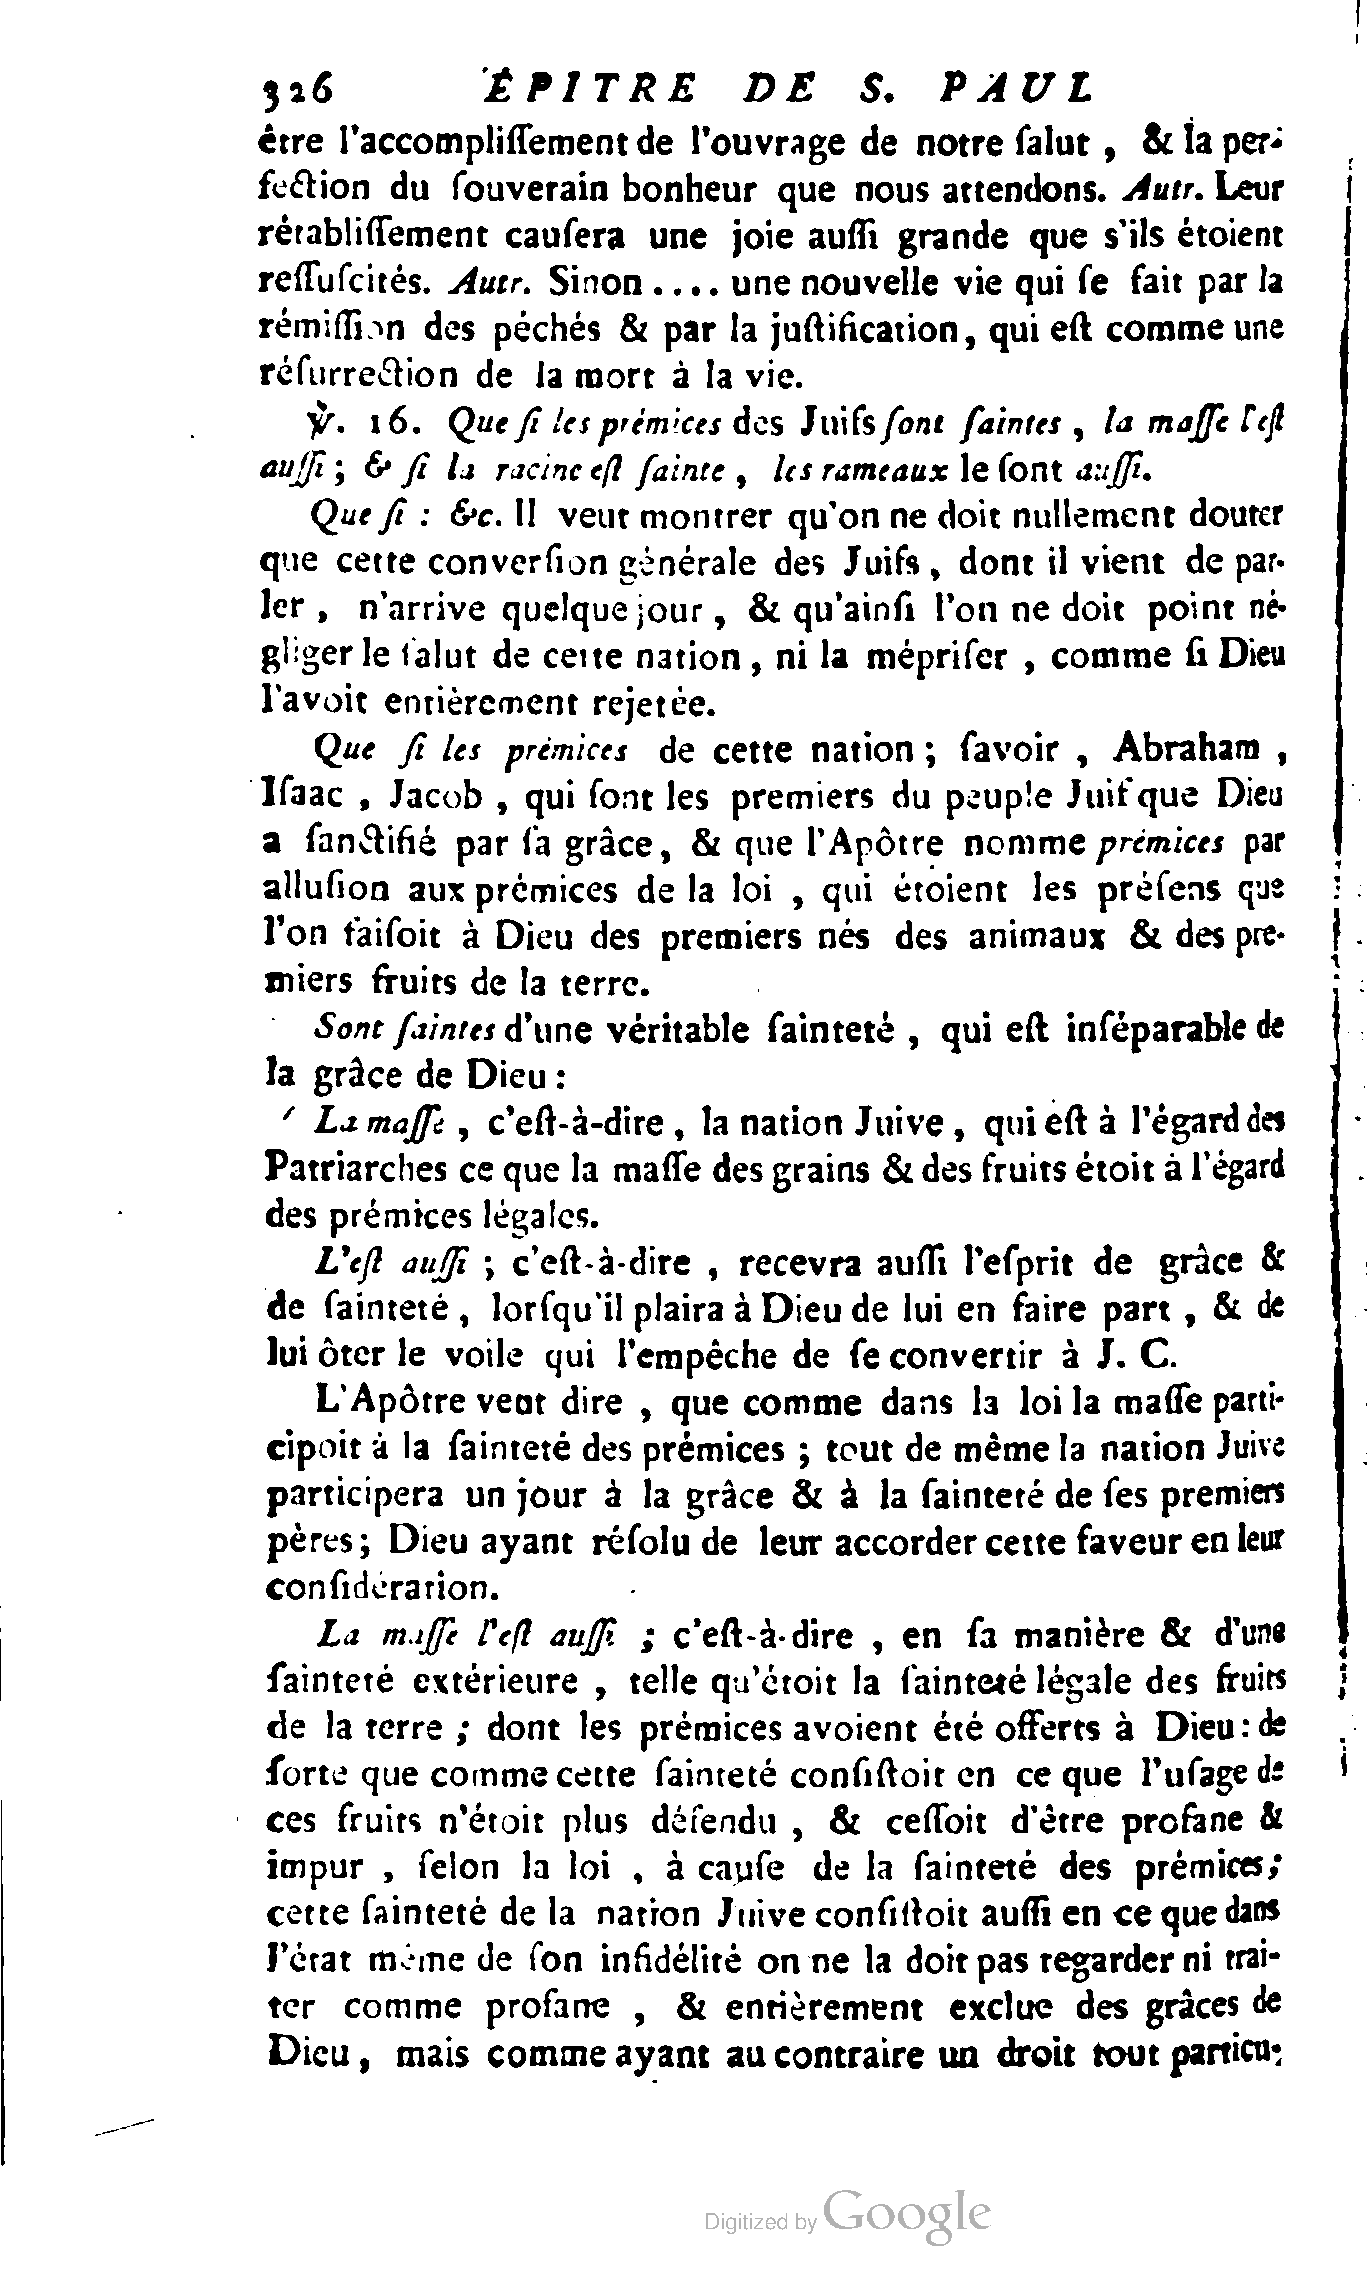 326 ÉPITRE DE S. PAUL
être l'accompliſſement de l'ouvrage de notre ſalut , & la per-
fection du ſouverain bonheur que nous attendons. Autr. Leur
rétabliſſement cauſera une joie auſſi grande que s'ils étoient
reſſuſcités. Autr. Sinon .... une nouvelle vie qui ſe fait par la
rémiſſion des péchés & par la juſtification, qui eſt comme une
réſurrection de la mort à la vie.
℣. 16. Que ſi les prémices des Juifs ſont ſaintes , la maſſe l'eſt
auſſi ; & ſi la racine eſt ſainte , les rameaux le ſont auſſi.
Que ſi : &c. Il veut montrer qu'on ne doit nullement douter
que cette converſion générale des Juifs , dont il vient de par-
ler , n'arrive quelque jour , & qu'ainſi l'on ne doit point né-
gliger le ſalut de cette nation , ni la mépriſer , comme ſi Dieu
l'avoit entièrement rejetée.
Que ſi les prémices de cette nation ; ſavoir , Abraham ,
Iſaac , Jacob , qui ſont les premiers du peuple Juif que Dieu
a ſanctifié par ſa grâce, & que l'Apôtre nomme prémices par
alluſion aux prémices de la loi , qui étoient les préſens que
l'on faiſoit à Dieu des premiers nés des animaux & des pre-
miers fruits de la terre.
Sont ſaintes d'une véritable ſainteté , qui eſt inſéparable de
la grâce de Dieu :
La maſſe , c'eſt-à-dire , la nation Juive , qui eſt à l'égard des
Patriarches ce que la maſſe des grains & des fruits étoit à l'égard
des prémices légales.
L'eſt auſſi ; c'eſt-à-dire , recevra auſſi l'eſprit de grâce &
de ſainteté , lorſqu'il plaira à Dieu de lui en faire part , & de
lui ôter le voile qui l'empêche de ſe convertir à J. C.
L'Apôtre veut dire , que comme dans la loi la maſſe parti-
cipoit à la ſainteté des prémices ; tout de même la nation Juive
participera un jour à la grâce & à la ſainteté de ſes premiers
pères ; Dieu ayant réſolu de leur accorder cette faveur en leur
conſidération.
La maſſe l'eſt auſſi ; c'eſt-à-dire , en ſa manière & d'une
ſainteté extérieure , telle qu'étoit la ſainteté légale des fruits
de la terre ; dont les prémices avoient été offerts à Dieu : de
ſorte que comme cette ſainteté conſiſtoit en ce que l'uſage de
ces fruits n'étoit plus défendu , & ceſſoit d'être profane &
impur , ſelon la loi , à cauſe de la ſainteté des prémices ;
cette ſainteté de la nation Juive conſiſtoit auſſi en ce que dans
l'état même de ſon infidélité on ne la doit pas regarder ni trai-
ter comme profane , & entièrement exclue des grâces de
Dieu , mais comme ayant au contraire un droit tout particu-
Digitized by Google